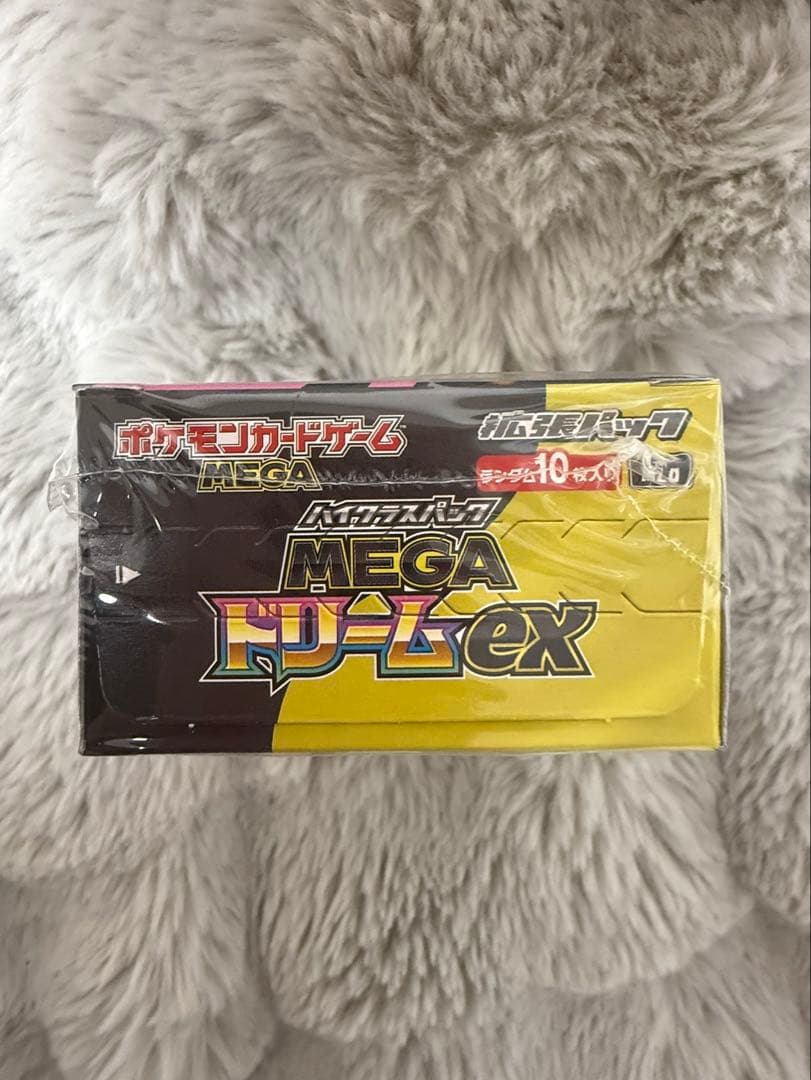 ポケモンカードゲーム
MEGA
拡張パック
ランダム10枚入り
ハイクラスパック
MEGA
ドリームex